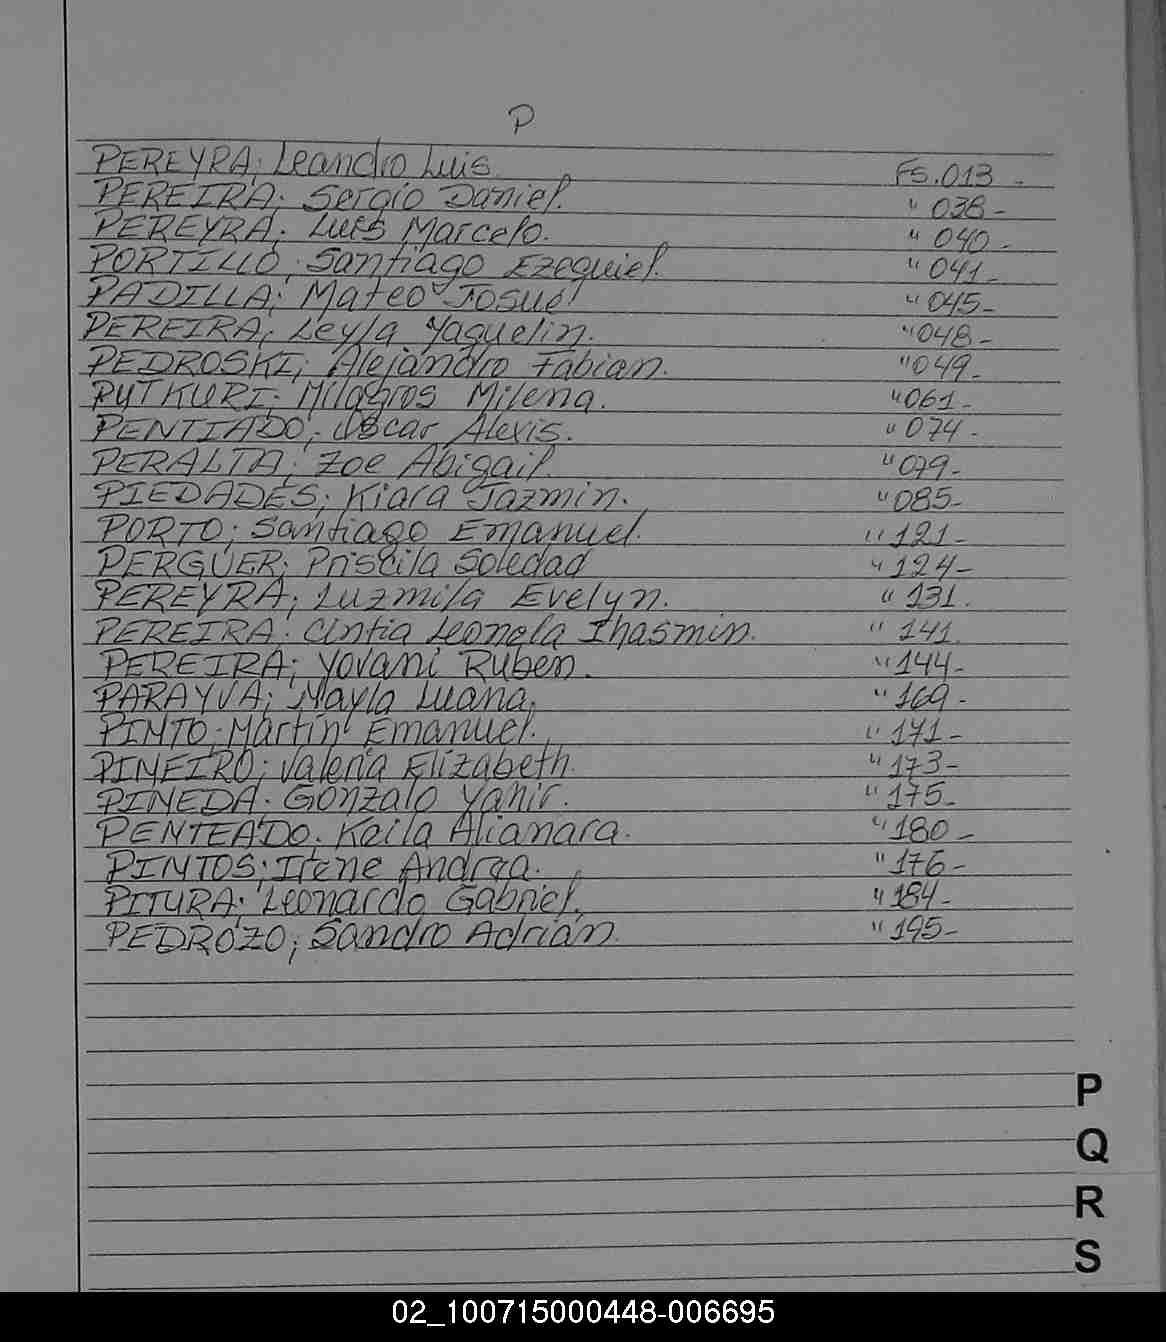 P
PEREYRA; Leandro Luis FS. 013 -
PEREIRA; Sergio Daniel. " 038 -
PEREYRA; Luis Marcelo. " 040 -
PORTILLO; Santiago Ezequiel. " 041 -
PADILLA; Mateo Josué " 045 -
PEREIRA; Leyla Yaquelin. " 048 -
PEDROSKI; Alejandro Fabian. " 049 -
PUTKURI; Milagros Milena. " 061 -
PENTIADO; Oscar Alexis. " 074 -
PERALTA; Zoe Abigail. " 079 -
PIEDADES; Kiara Jazmin. " 085 -
PORTO; Santiago Emanuel. " 121 -
PERGUER; Priscila Soledad " 124 -
PEREYRA; Luzmila Evelyn. " 131.
PEREIRA. Cintia Leonela Ihasmin. " 141
PEREIRA; Yovani Ruben. " 144 -
PARAYVA; Mayla Luana. " 169 -
PINTO; Martín Emanuel. " 171 -
PINEIRO; Valeria Elizabeth. " 173 -
PINEDA. Gonzalo Yanir. " 175 -
PENTEADO. Keila Alianara. " 180 -
PINTOS; Irene Andrea. " 176 -
PITURA; Leonardo Gabriel. " 184 -
PEDROZO; Sandro Adrián. " 195 -
P
Q
R
S
02_100715000448-006695